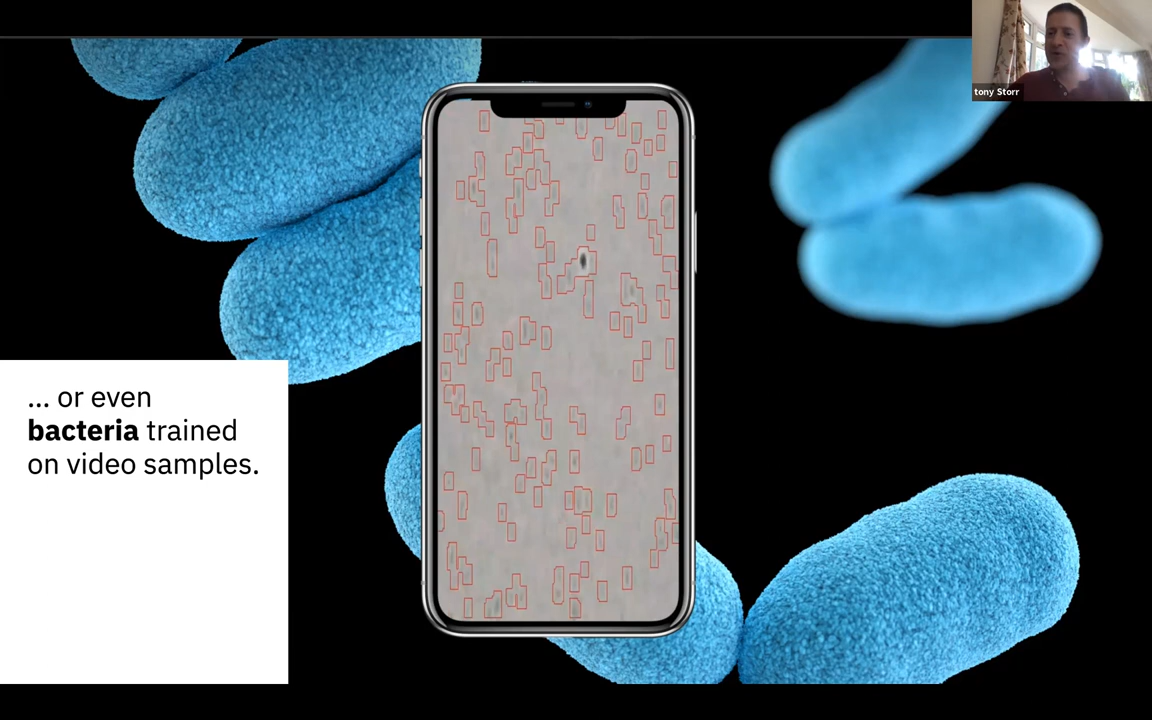 tony Storr
... or even
bacteria trained
on video samples.